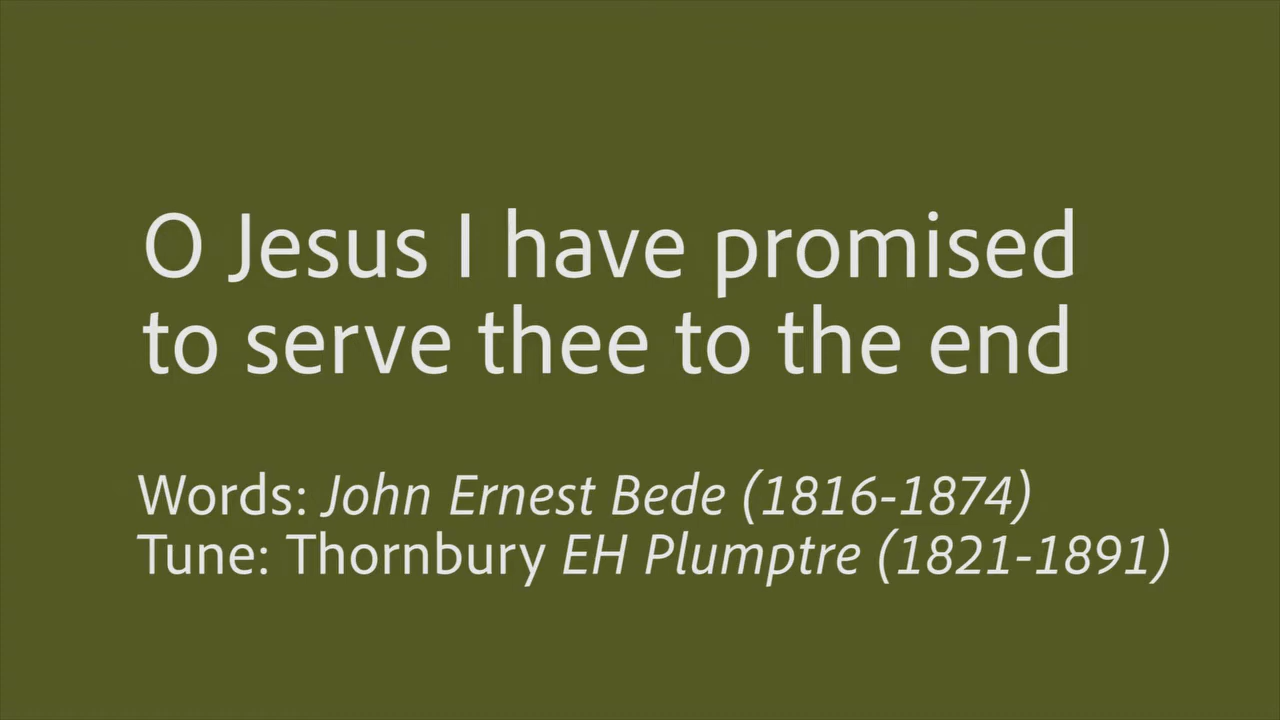 O Jesus I have promised
to serve thee to the end
Words: John Ernest Bede (1816-1874)
Tune: Thornbury EH Plumptre (1821-1891)